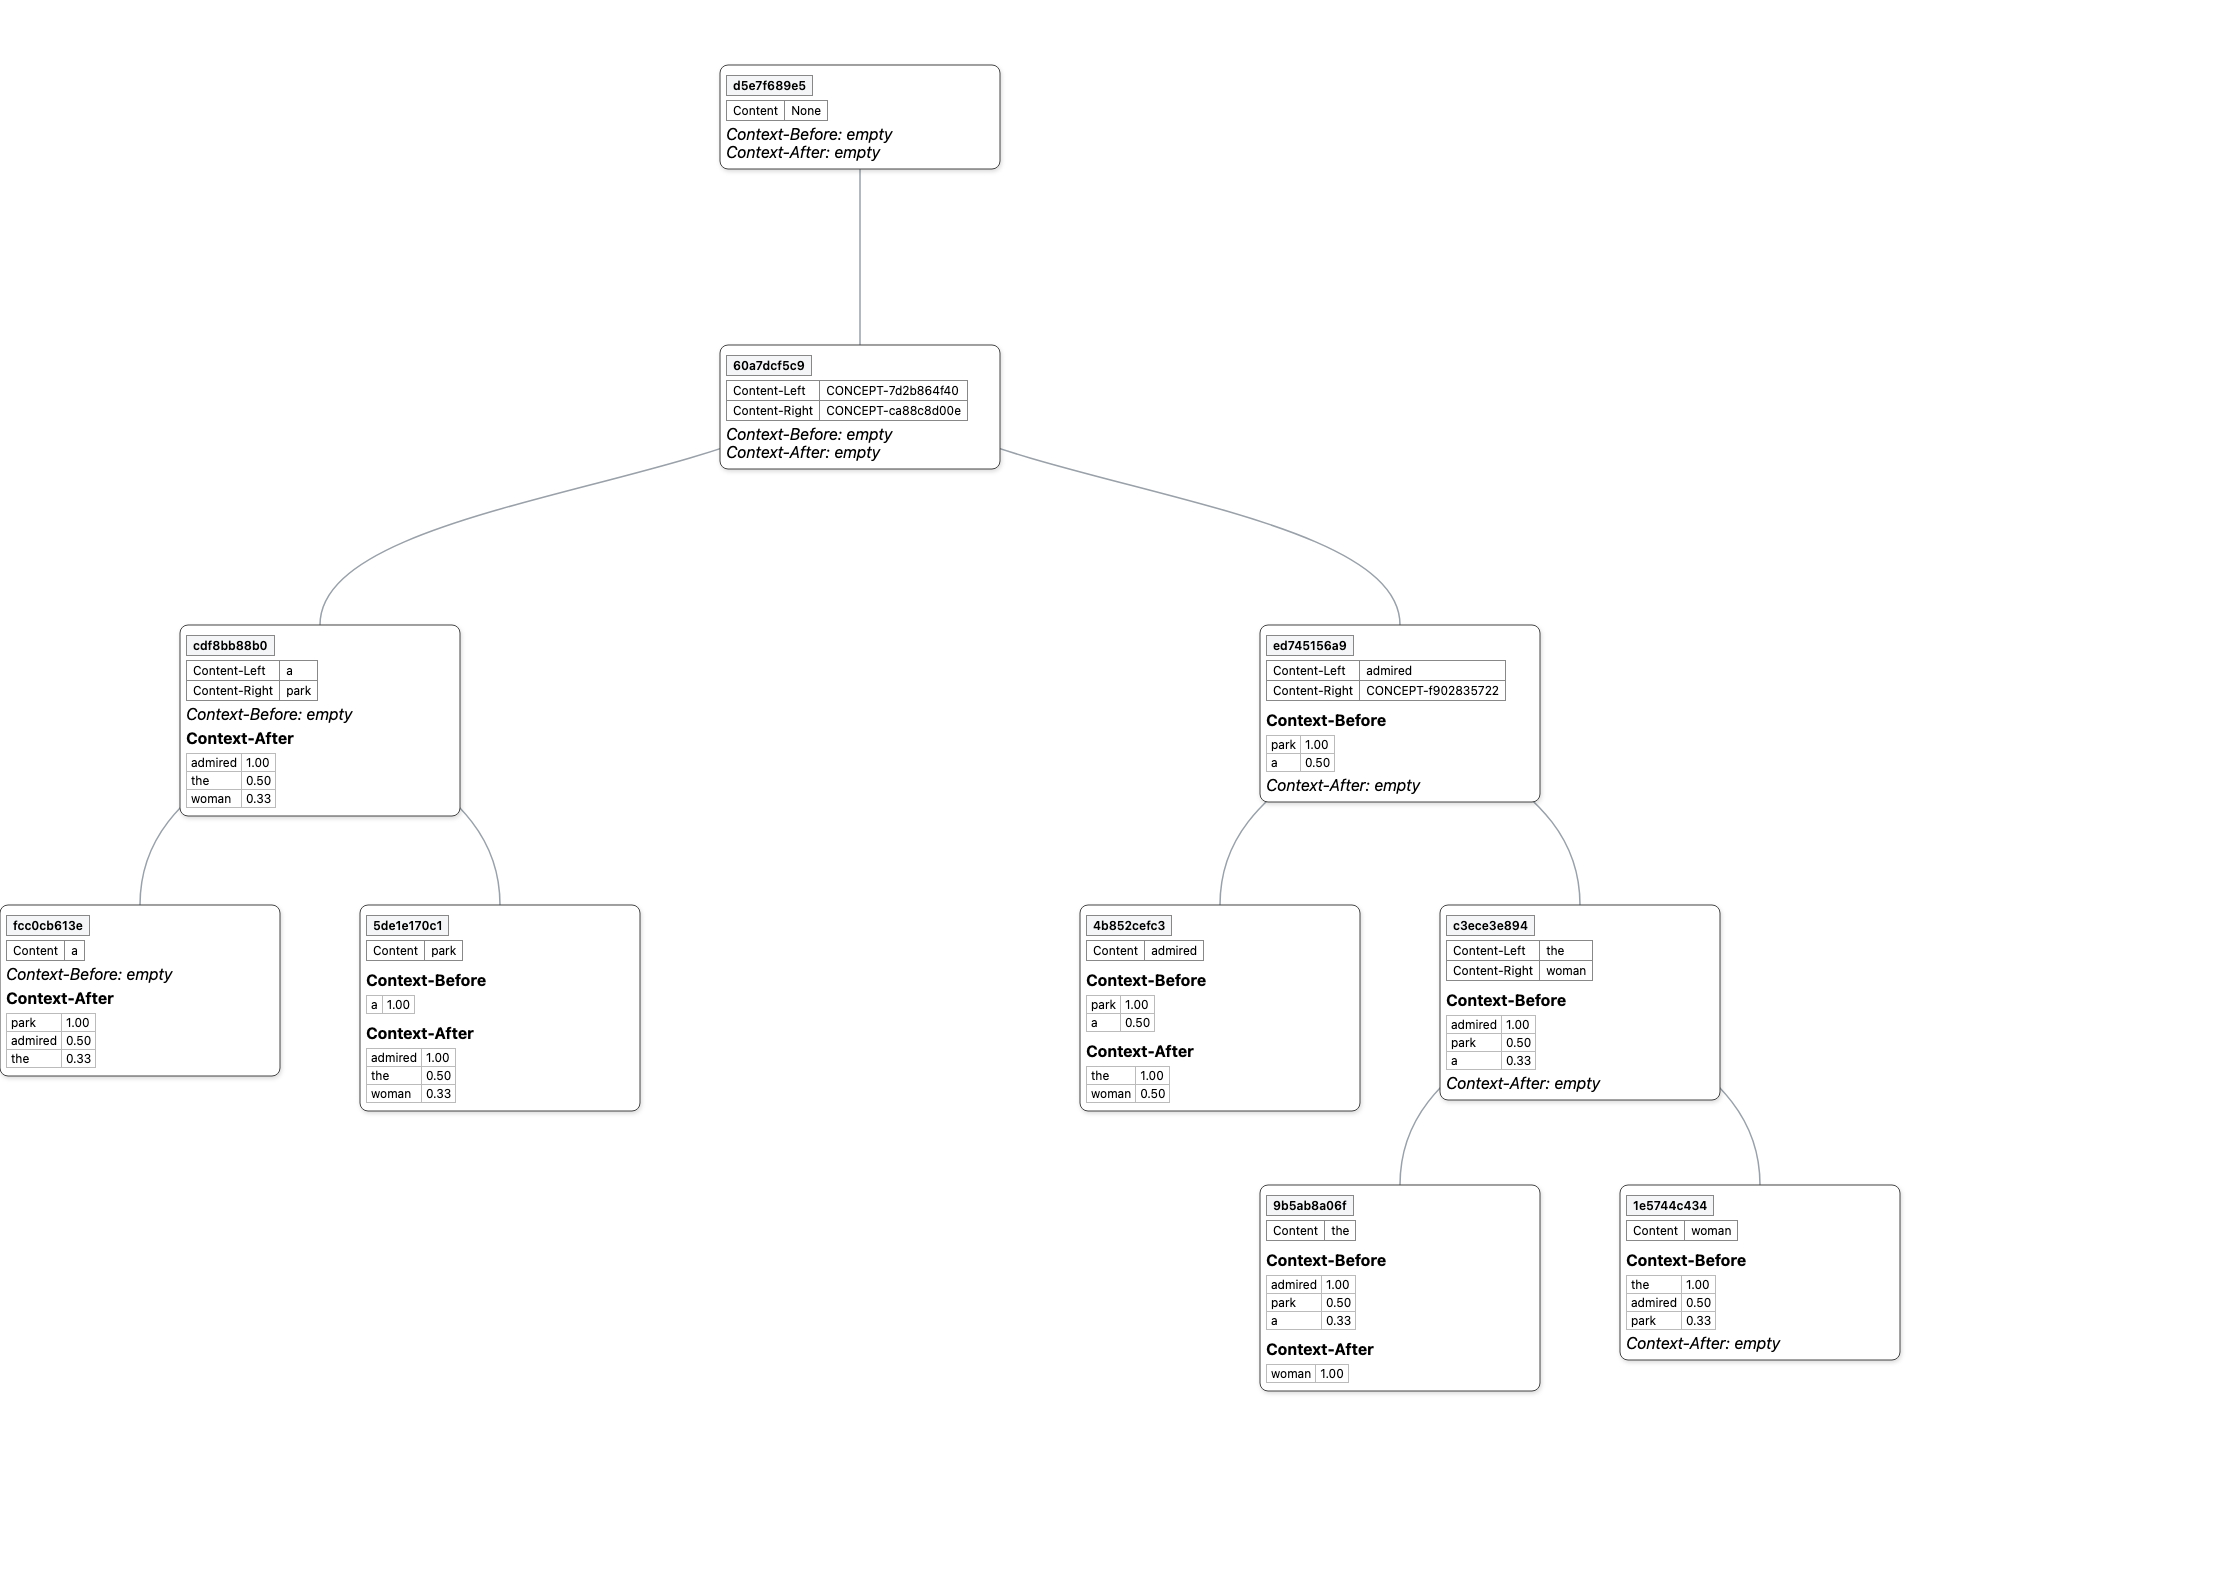 d5e7f689e5
Content None
Context-Before: empty
Context-After: empty
60a7dcf5c9
Content-Left CONCEPT-7d2b864f40
Content-Right CONCEPT-ca88c8d00e
Context-Before: empty
Context-After: empty
cdf8bb88b0
Content-Left a
Content-Right park
Context-Before: empty
Context-After
admired 1.00
the 0.50
woman 0.33
ed745156a9
Content-Left admired
Content-Right CONCEPT-f902835722
Context-Before
park 1.00
a 0.50
Context-After: empty
fcc0cb613e
Content a
Context-Before: empty
Context-After
park 1.00
admired 0.50
the 0.33
5de1e170c1
Content park
Context-Before
a 1.00
Context-After
admired 1.00
the 0.50
woman 0.33
4b852cefc3
Content admired
Context-Before
park 1.00
a 0.50
Context-After
the 1.00
woman 0.50
c3ece3e894
Content-Left the
Content-Right woman
Context-Before
admired 1.00
park 0.50
a 0.33
Context-After: empty
9b5ab8a06f
Content the
Context-Before
admired 1.00
park 0.50
a 0.33
Context-After
woman 1.00
1e5744c434
Content woman
Context-Before
the 1.00
admired 0.50
park 0.33
Context-After: empty